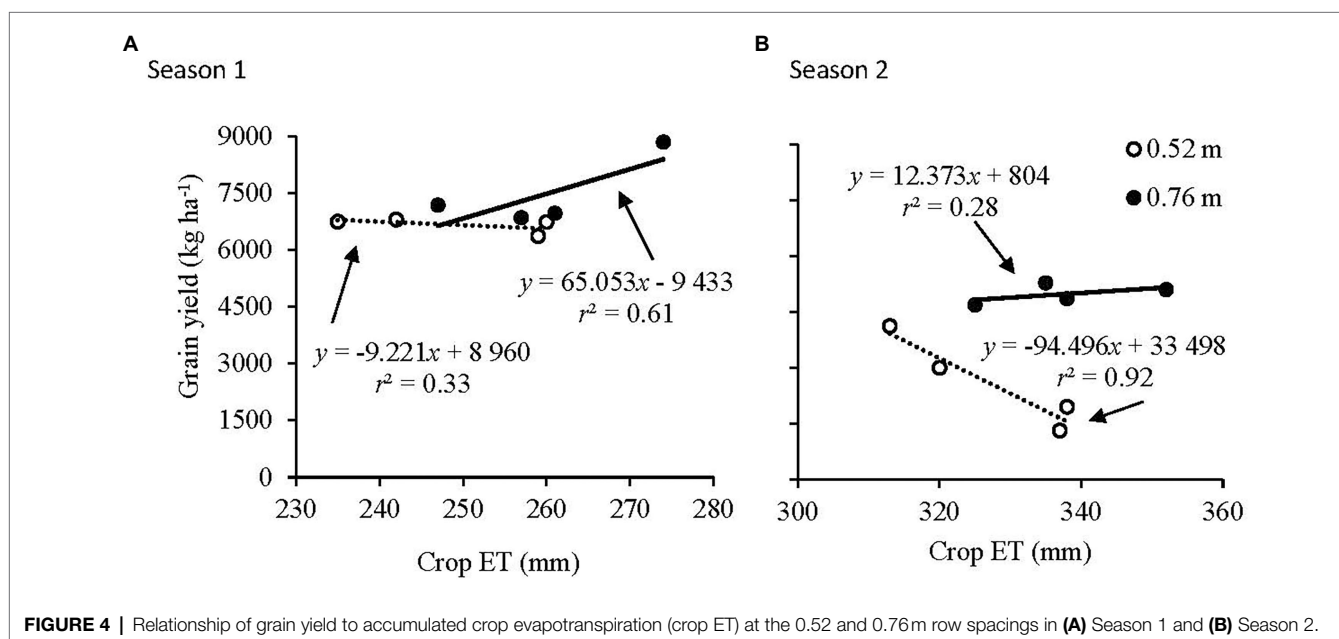 A
Season 1
Grain yield (kg ha⁻¹)
9000
7500
6000
4500
3000
1500
0
y = 65.053x - 9 433
r² = 0.61
y = -9.221x + 8 960
r² = 0.33
230 240 250 260 270 280
Crop ET (mm)
B
Season 2
0.52 m
0.76 m
y = 12.373x + 804
r² = 0.28
y = -94.496x + 33 498
r² = 0.92
300 320 340 360
Crop ET (mm)
FIGURE 4 | Relationship of grain yield to accumulated crop evapotranspiration (crop ET) at the 0.52 and 0.76 m row spacings in (A) Season 1 and (B) Season 2.